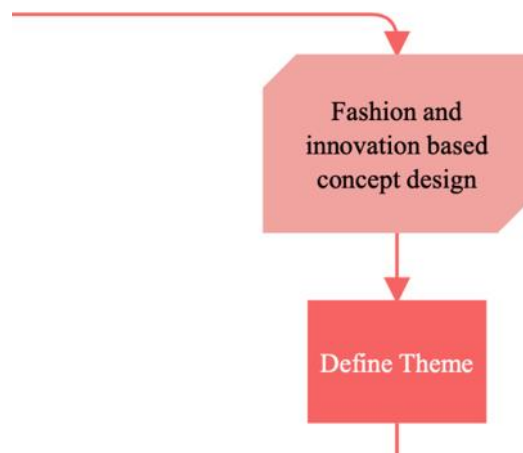 Fashion and
innovation based
concept design
Define Theme